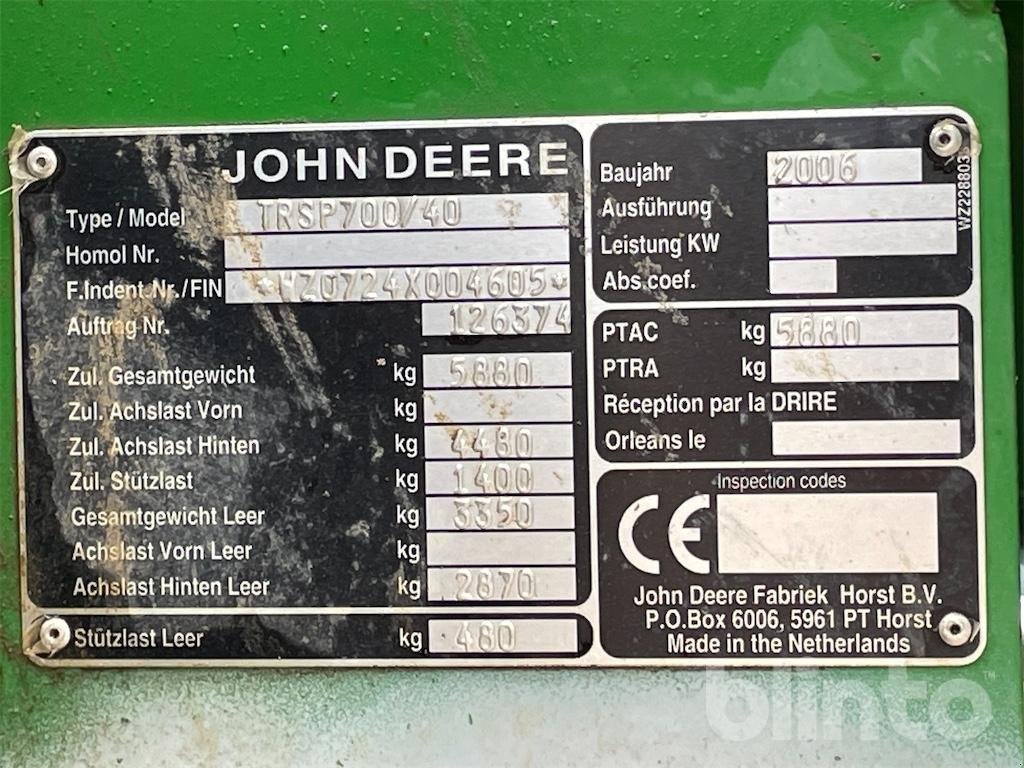 JOHN DEERE
Type / Model TRSP700/40
Homol Nr.
F.Indent.Nr./FIN *WZ0724X004605*
Auftrag Nr. 126374
Zul. Gesamtgewicht kg 5880
Zul. Achslast Vorn kg
Zul. Achslast Hinten kg 4480
Zul. Stützlast kg 1400
Gesamtgewicht Leer kg 3350
Achslast Vorn Leer kg
Achslast Hinten Leer kg 2870
Stützlast Leer kg 480
Baujahr 2006
Ausführung
Leistung KW
Abs.coef.
WZ228803
PTAC kg 5880
PTRA kg
Réception par la DRIRE
Orleans le
Inspection codes
CE
John Deere Fabriek Horst B.V.
P.O.Box 6006, 5961 PT Horst
Made in the Netherlands
blinto